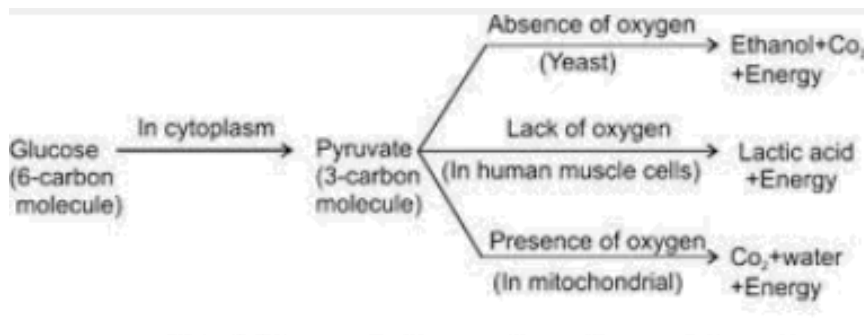 Absence of oxygen
(Yeast)
Ethanol+Co₂
+Energy
In cytoplasm
Glucose
(6-carbon
molecule)
Pyruvate
(3-carbon
molecule)
Lack of oxygen
(In human muscle cells)
Lactic acid
+Energy
Presence of oxygen
(In mitochondrial)
Co₂+water
+Energy